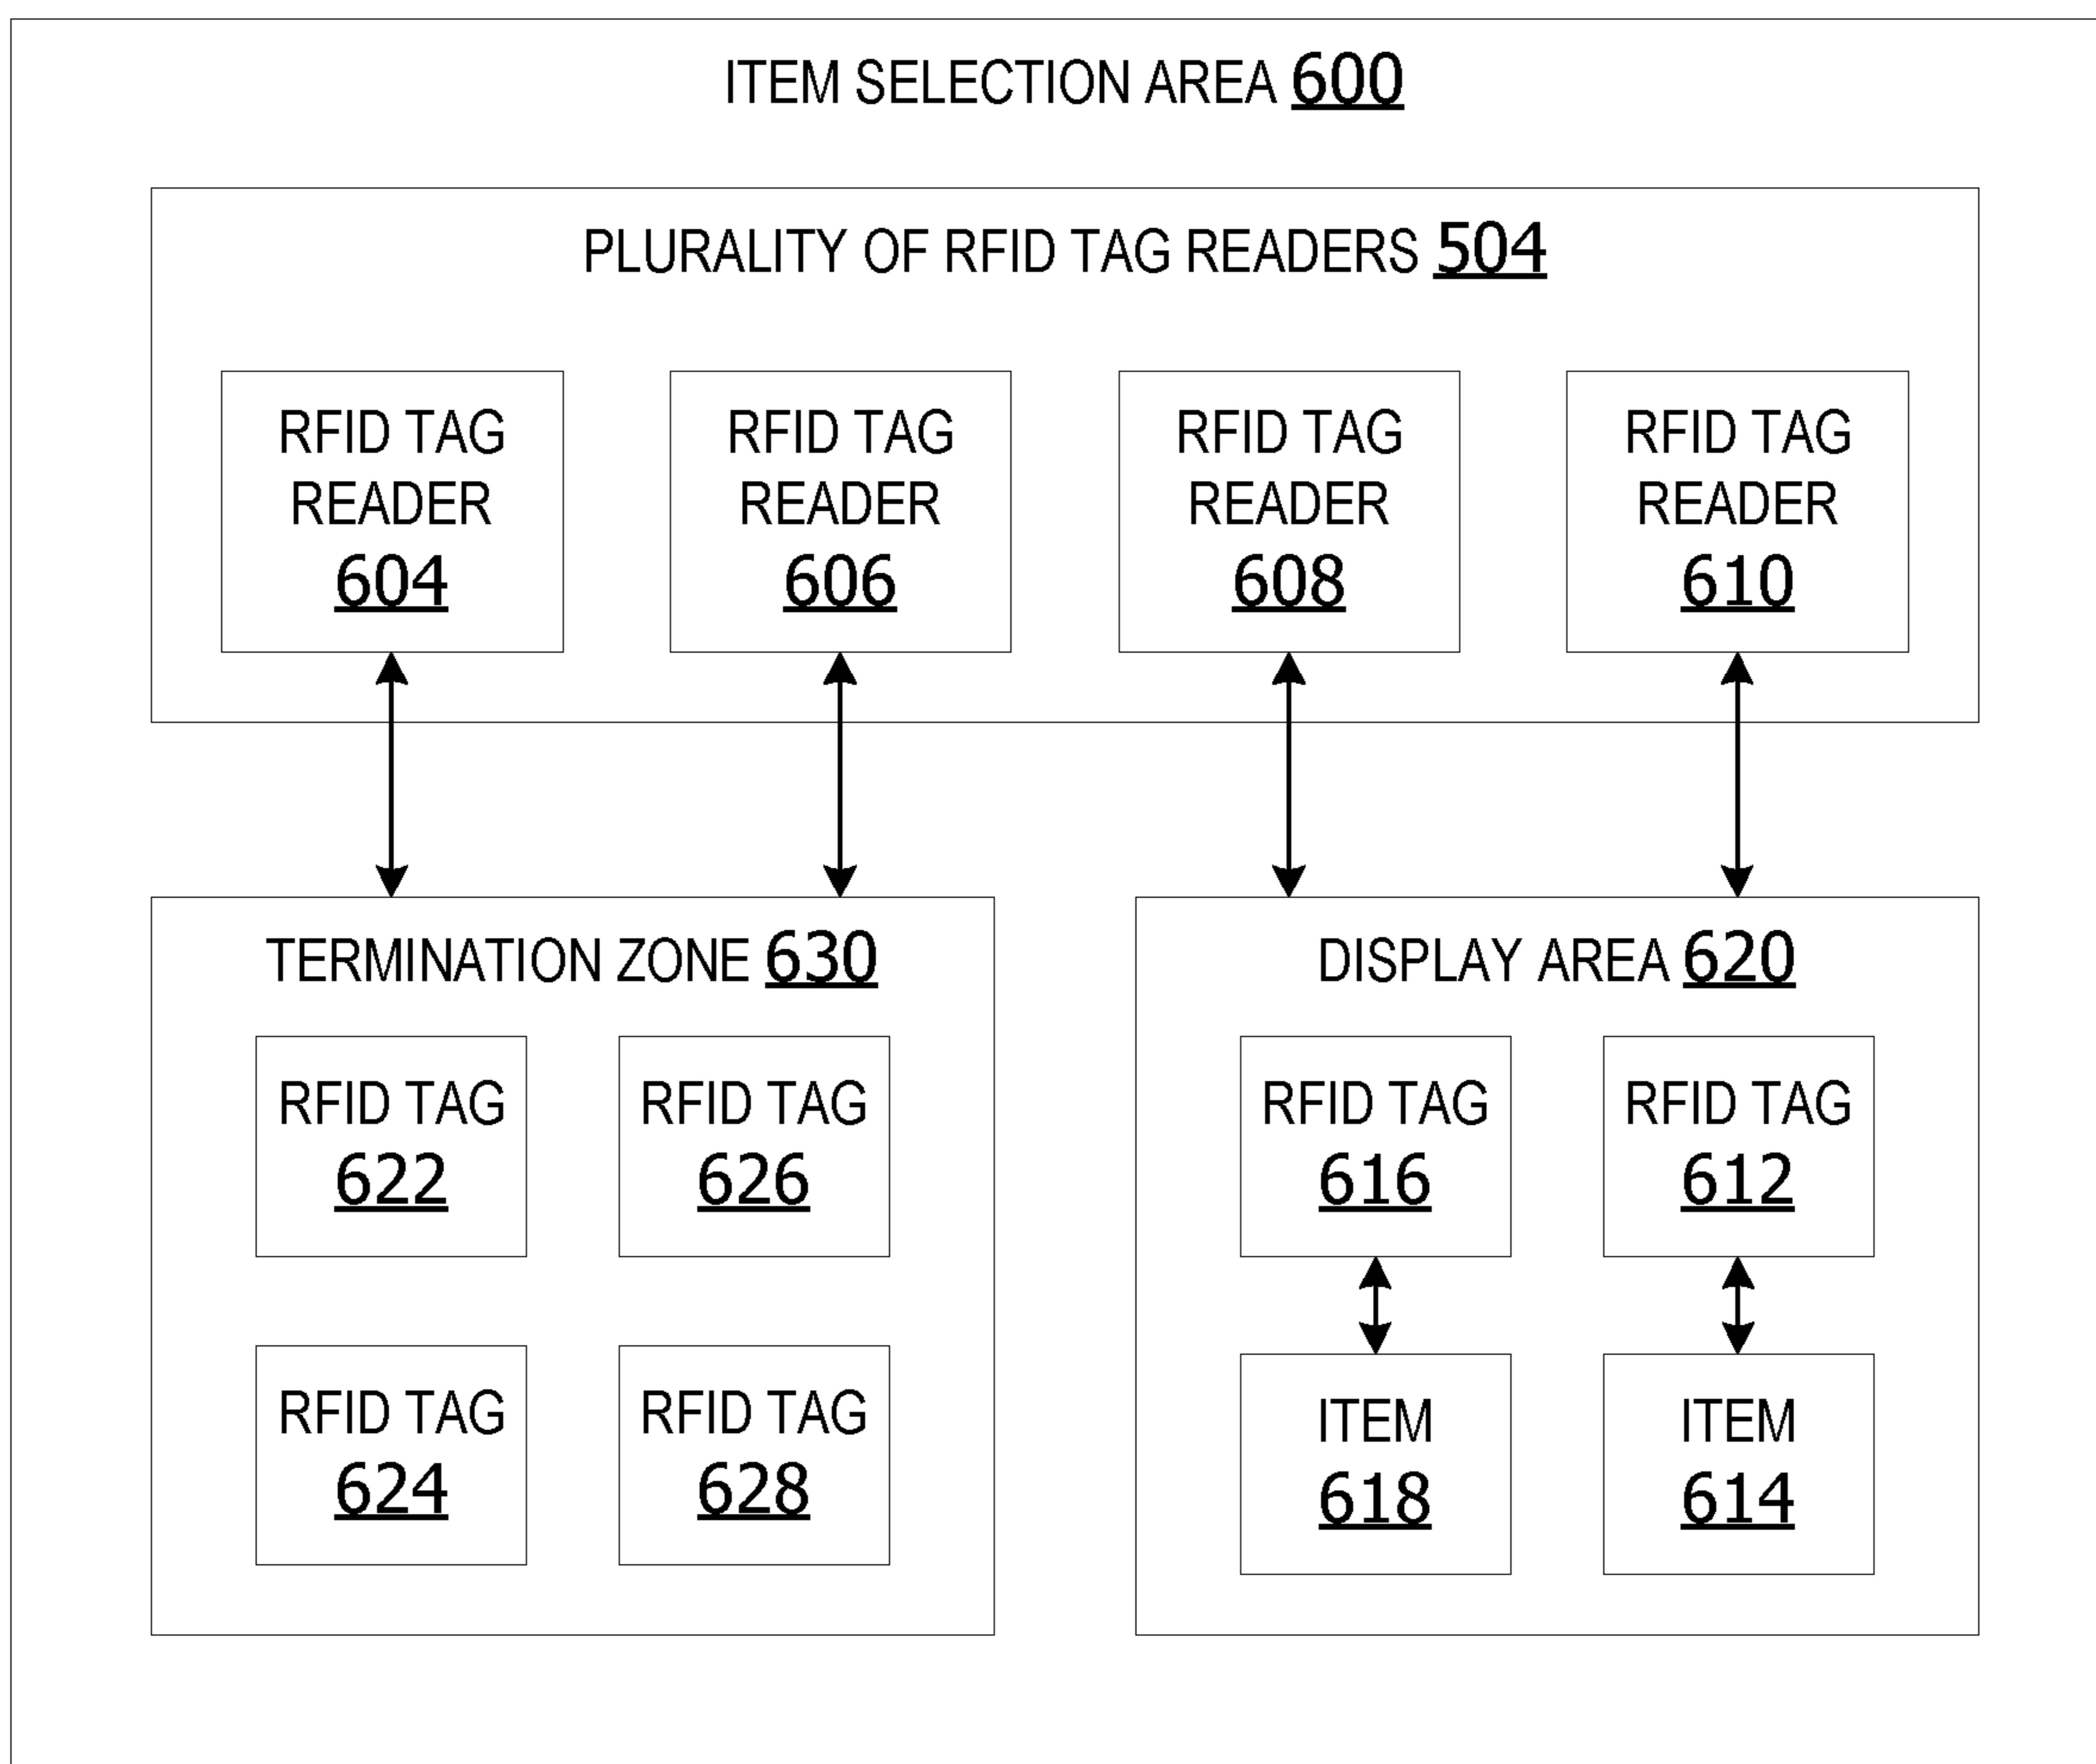 ITEM SELECTION AREA 600
PLURALITY OF RFID TAG READERS 504
RFID TAG
READER
604
RFID TAG
READER
606
RFID TAG
READER
608
RFID TAG
READER
610
TERMINATION ZONE 630
RFID TAG
622
RFID TAG
626
RFID TAG
624
RFID TAG
628
DISPLAY AREA 620
RFID TAG
616
RFID TAG
612
ITEM
618
ITEM
614